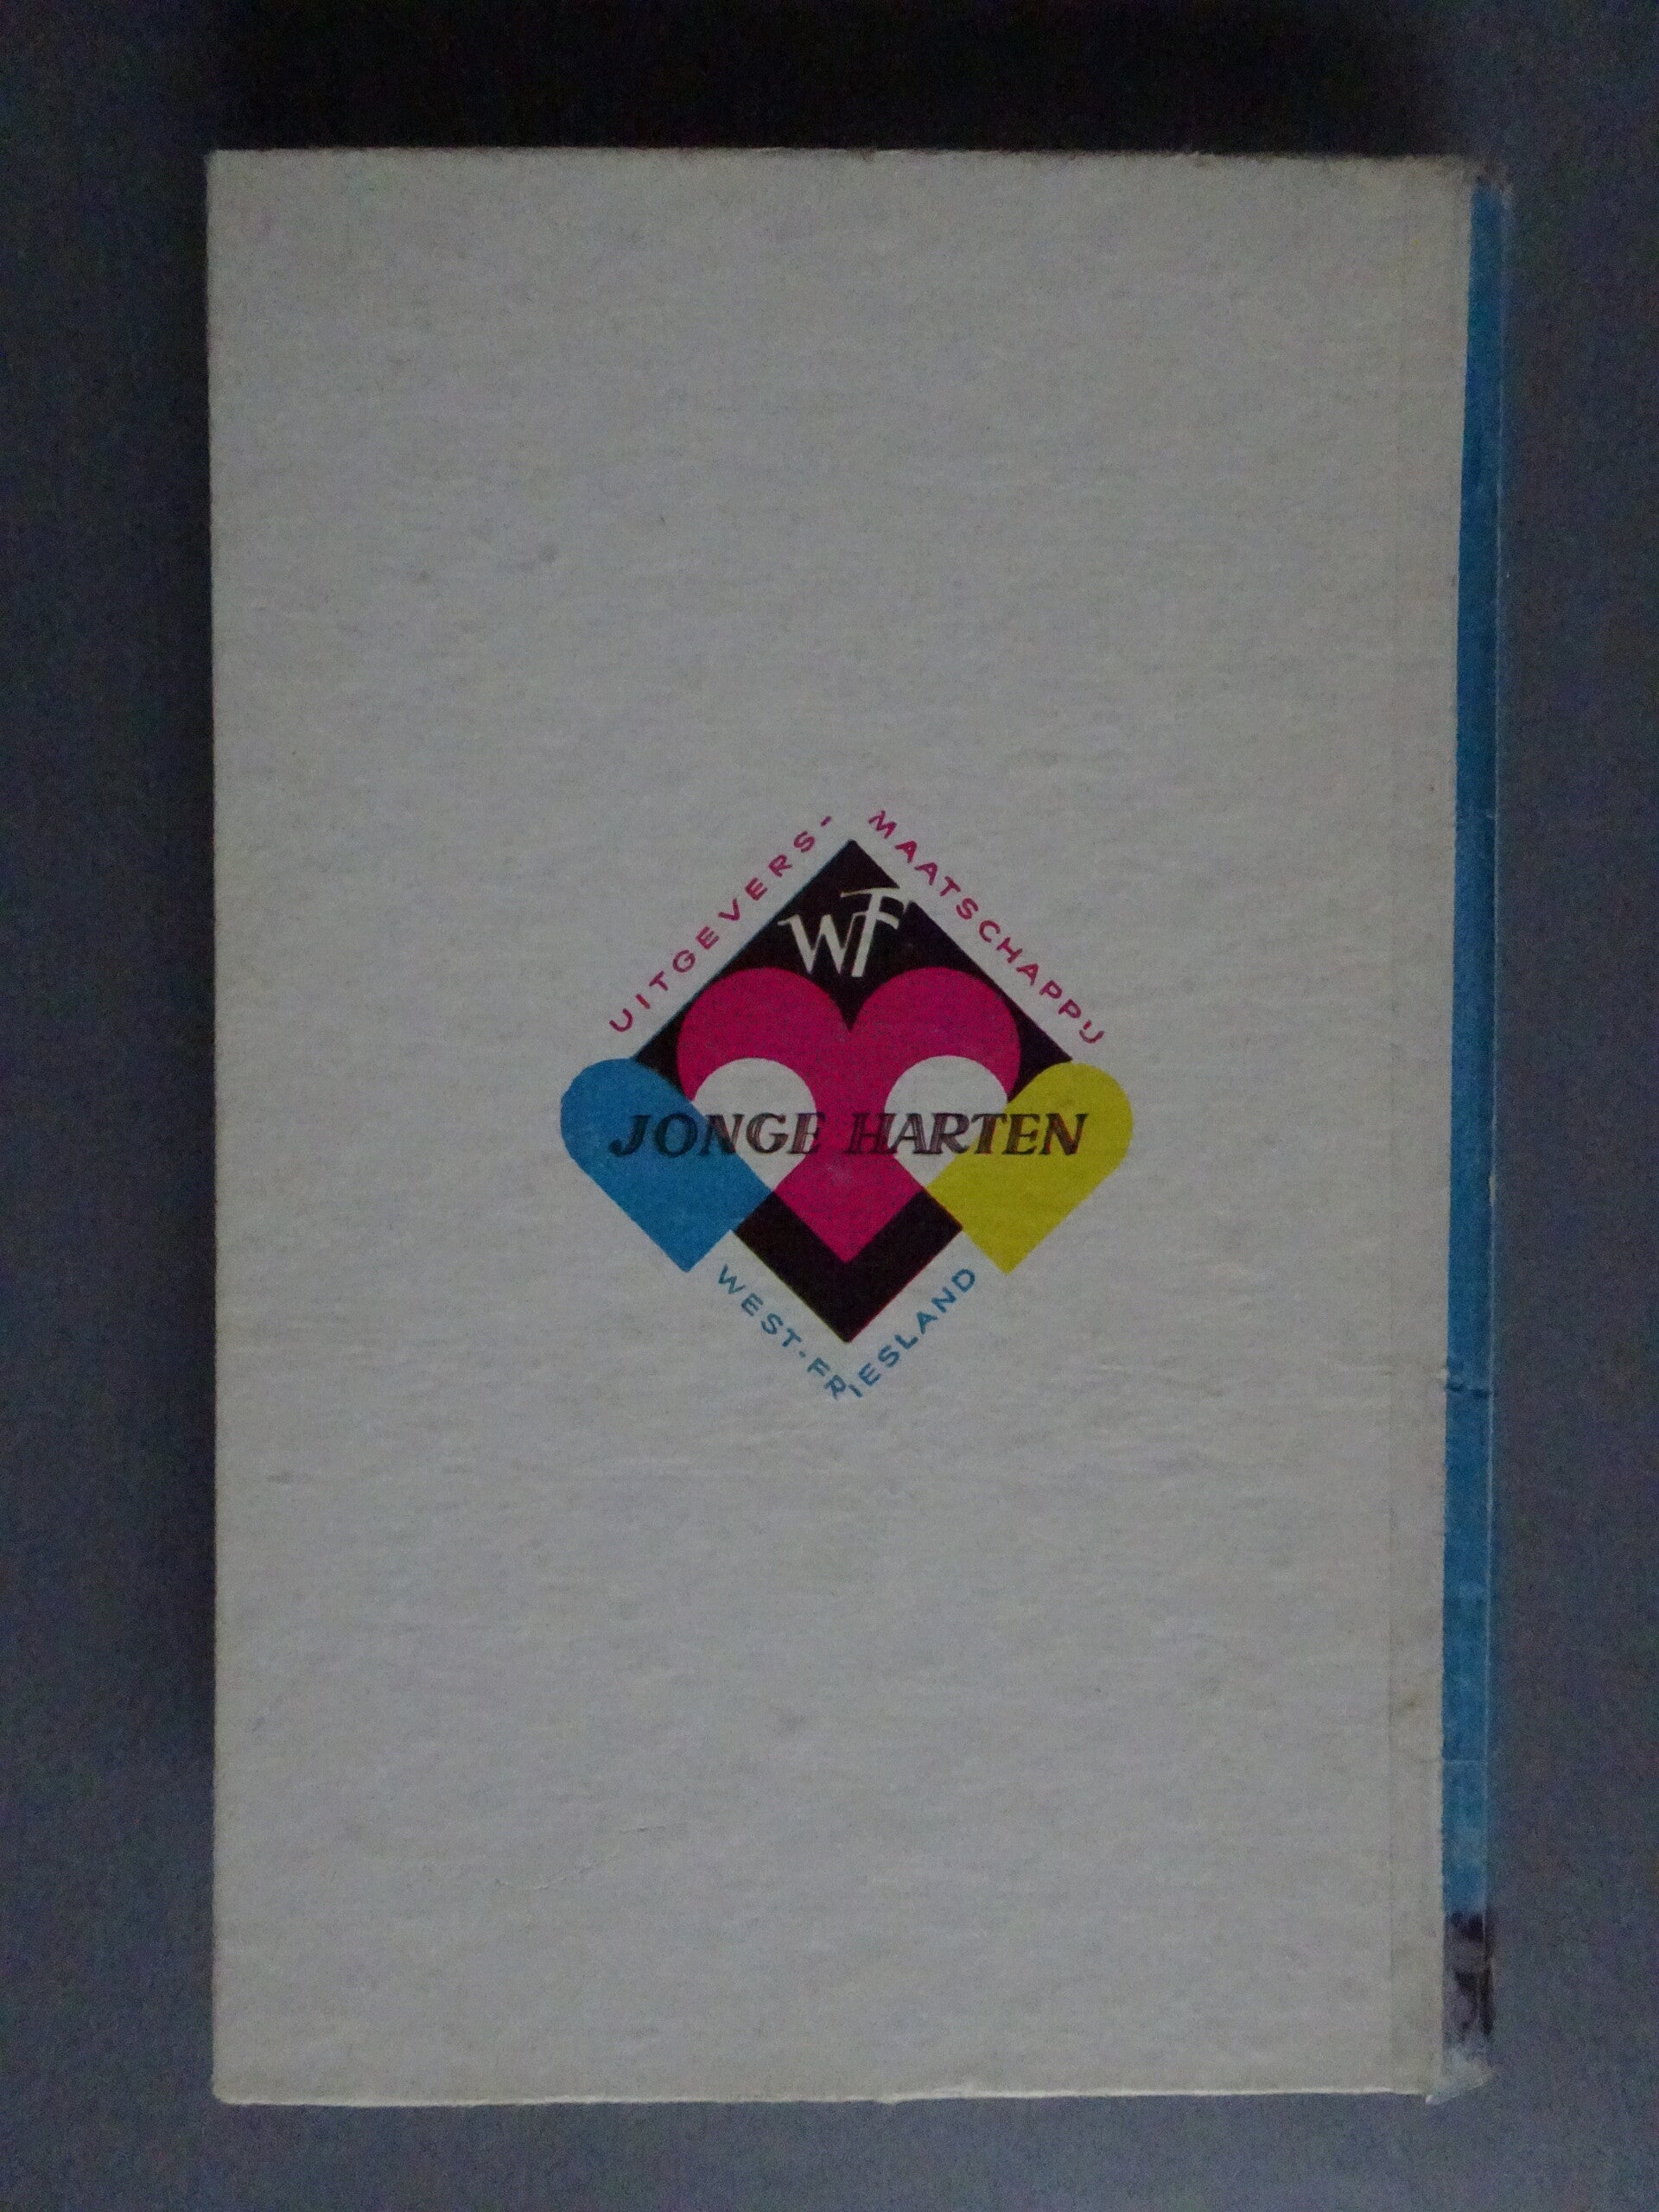 UITGEVERS-MAATSCHAPPIJ
WF
JONGE HARTEN
WEST-FRIESLAND